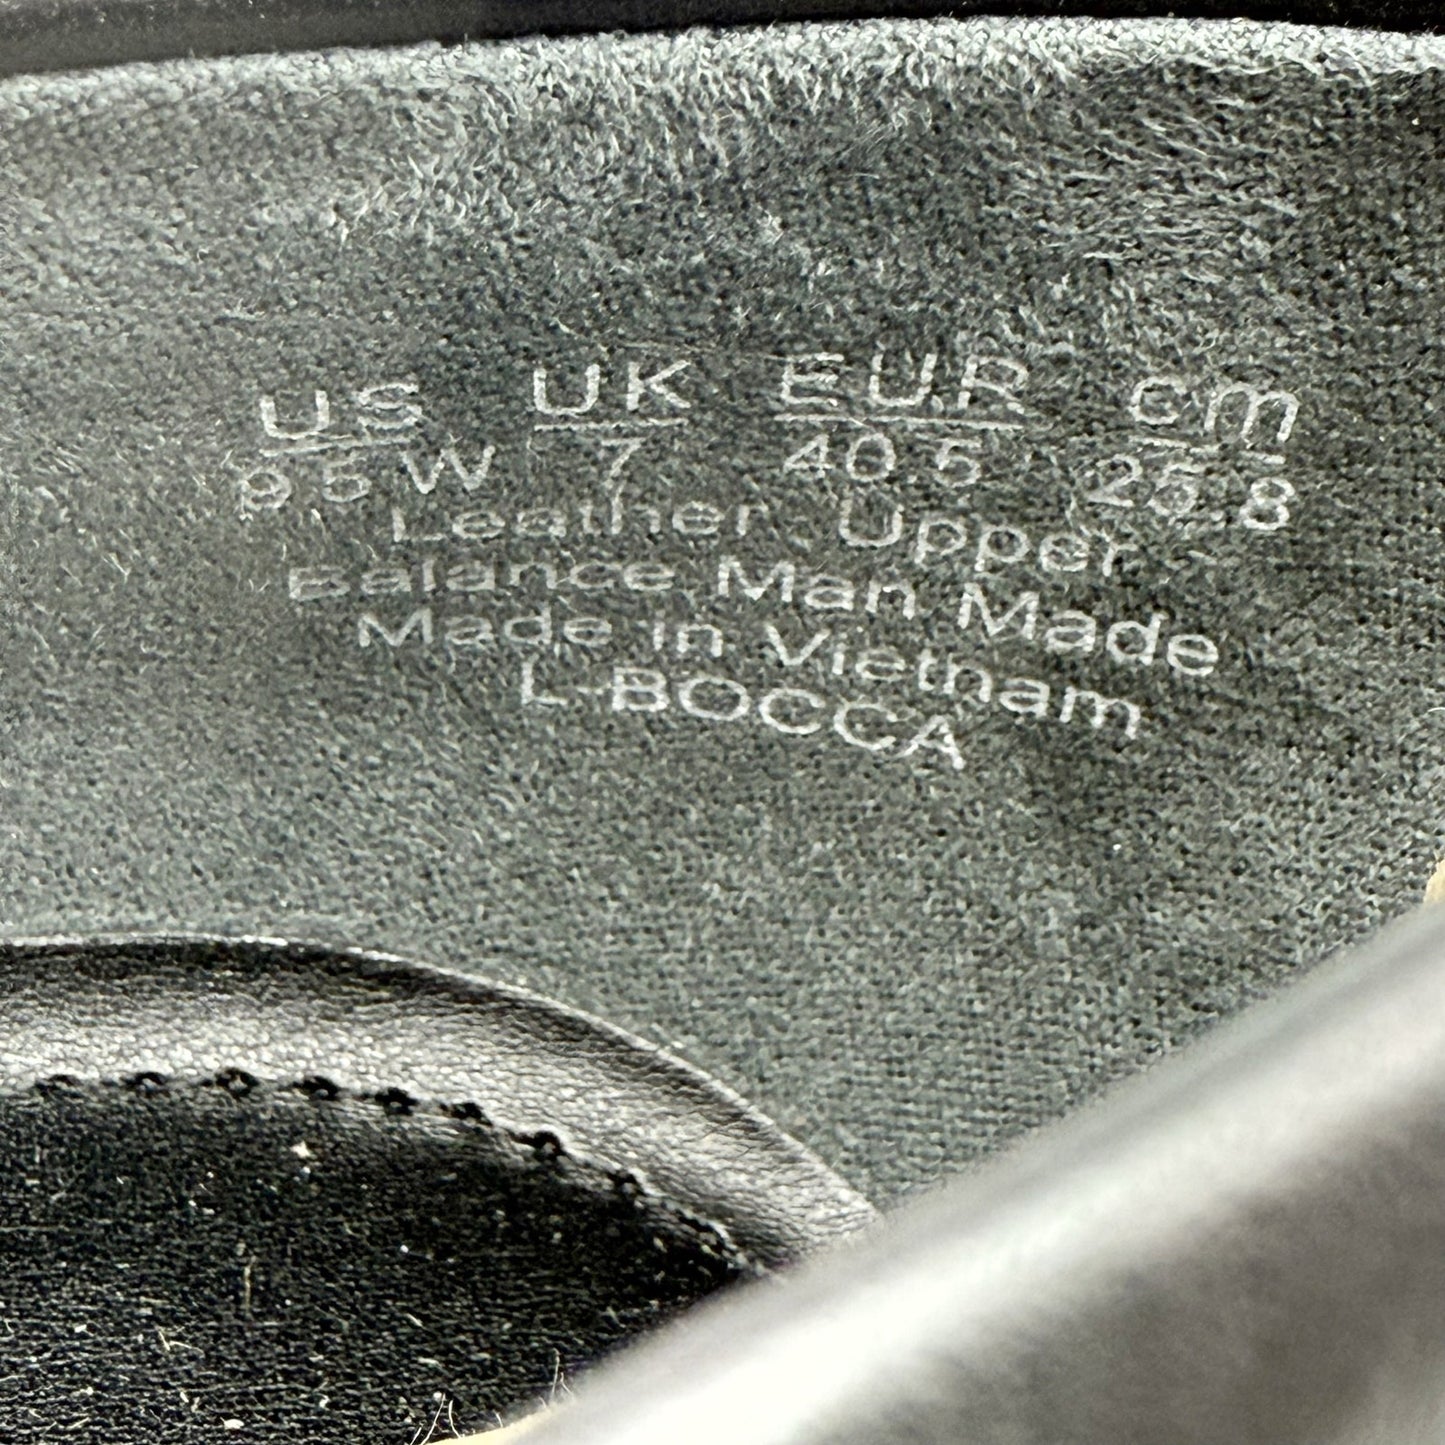 US UK EUR cm
9.5 W 7 40.5 25.8
Leather Upper
Balance Man Made
Made in Vietnam
L-BOCCA